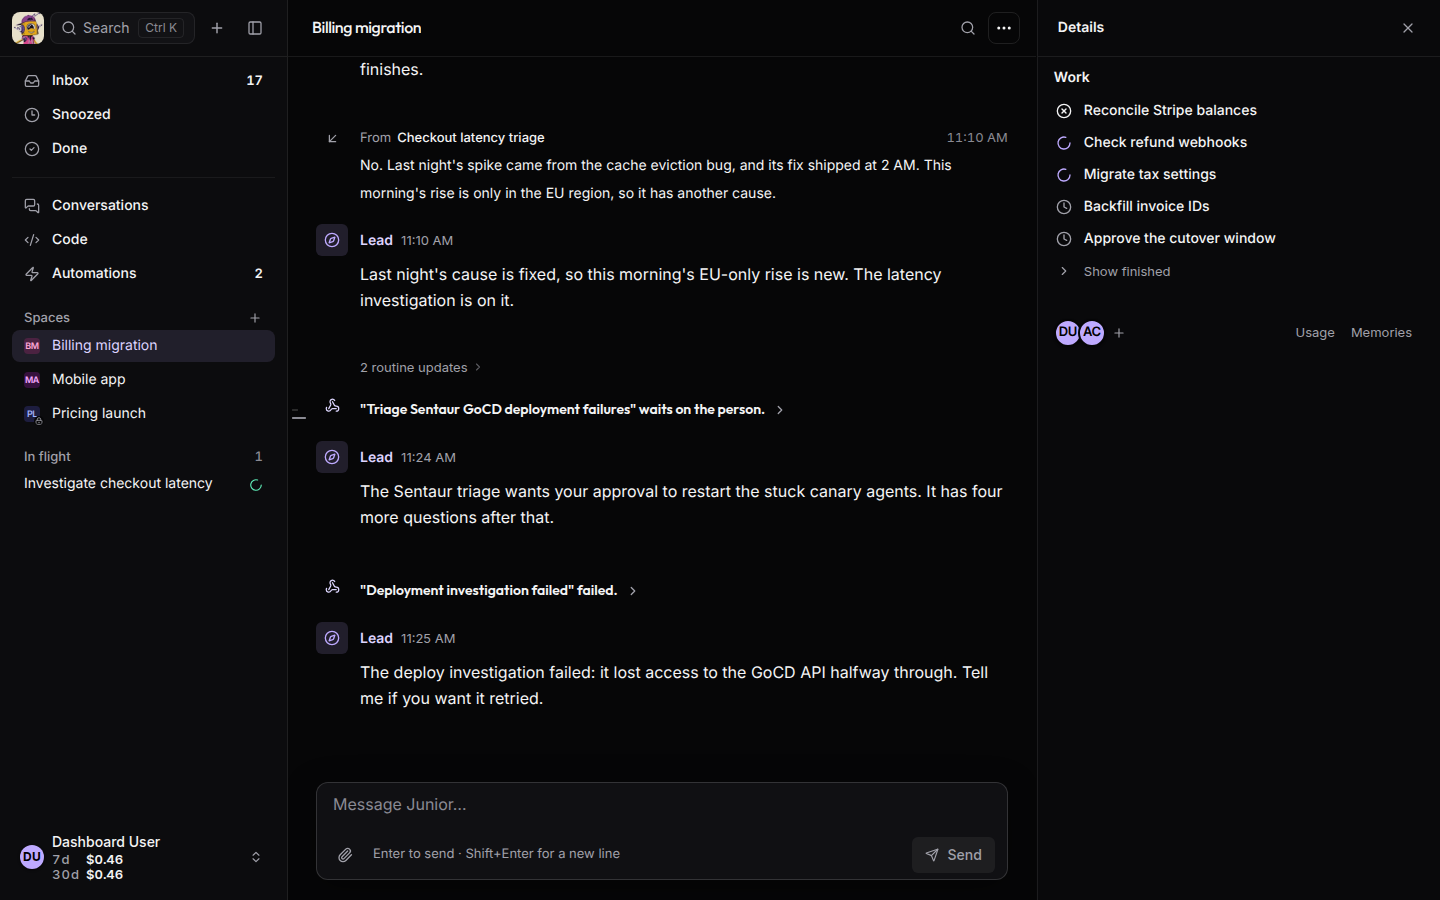 Search Ctrl K
Inbox 17
Snoozed
Done
Conversations
Code
Automations 2
Spaces
BM Billing migration
MA Mobile app
PL Pricing launch
In flight 1
Investigate checkout latency
DU Dashboard User
7d $0.46
30d $0.46
Billing migration
finishes.
From Checkout latency triage 11:10 AM
No. Last night's spike came from the cache eviction bug, and its fix shipped at 2 AM. This
morning's rise is only in the EU region, so it has another cause.
Lead 11:10 AM
Last night's cause is fixed, so this morning's EU-only rise is new. The latency
investigation is on it.
2 routine updates
"Triage Sentaur GoCD deployment failures" waits on the person.
Lead 11:24 AM
The Sentaur triage wants your approval to restart the stuck canary agents. It has four
more questions after that.
"Deployment investigation failed" failed.
Lead 11:25 AM
The deploy investigation failed: it lost access to the GoCD API halfway through. Tell
me if you want it retried.
Message Junior...
Enter to send · Shift+Enter for a new line
Send
Details
Work
Reconcile Stripe balances
Check refund webhooks
Migrate tax settings
Backfill invoice IDs
Approve the cutover window
Show finished
DU AC Usage Memories